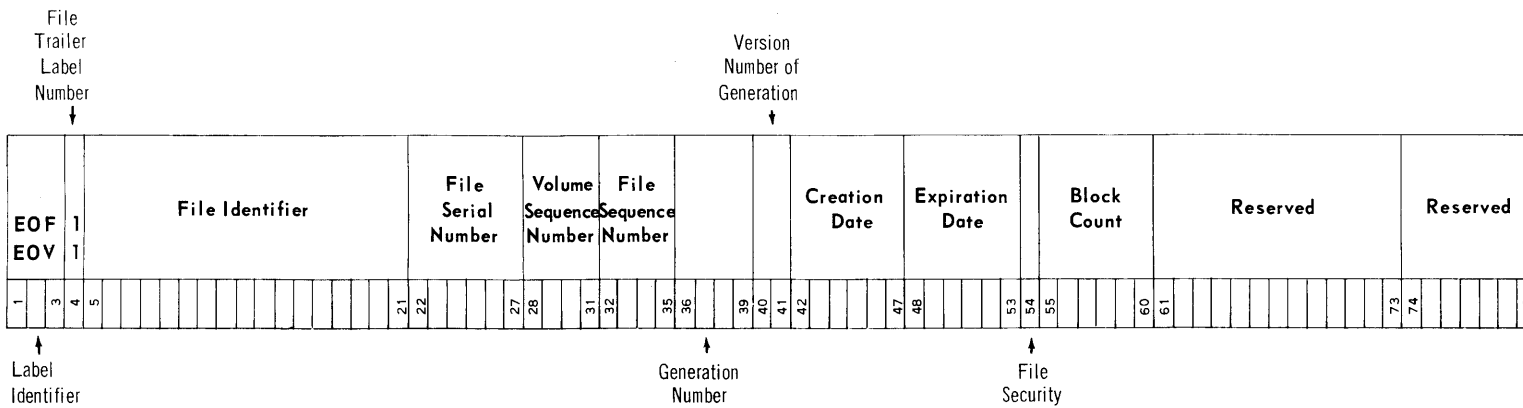 File
Trailer
Label
Number
Version
Number of
Generation
EOF 1
EOV 1
File Identifier
File
Serial
Number
Volume
Sequence
Number
File
Sequence
Number
Creation
Date
Expiration
Date
Block
Count
Reserved
Reserved
1 3 4 5 21 22 27 28 31 32 35 36 39 40 41 42 47 48 53 54 55 60 61 73 74
Label
Identifier
Generation
Number
File
Security